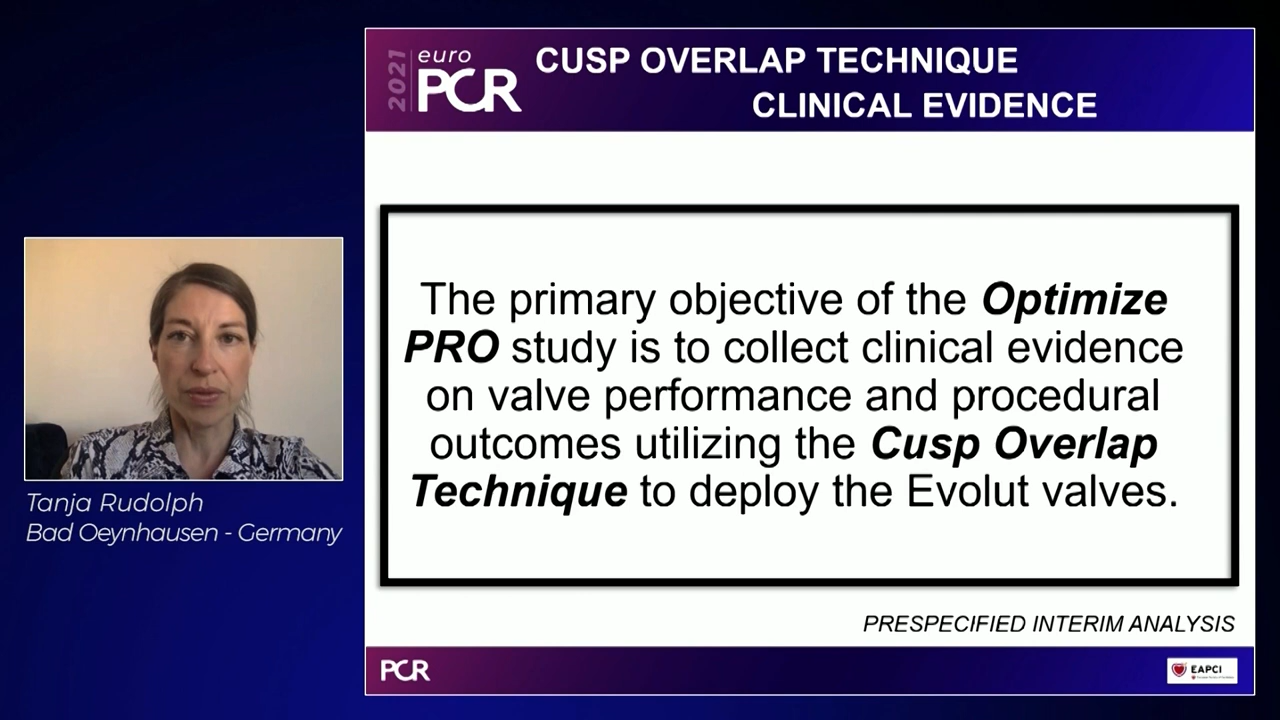 2021
euro
PCR
CUSP OVERLAP TECHNIQUE
CLINICAL EVIDENCE
The primary objective of the Optimize
PRO study is to collect clinical evidence
on valve performance and procedural
outcomes utilizing the Cusp Overlap
Technique to deploy the Evolut valves.
Tanja Rudolph
Bad Oeynhausen - Germany
PRESPECIFIED INTERIM ANALYSIS
PCR
EAPCI